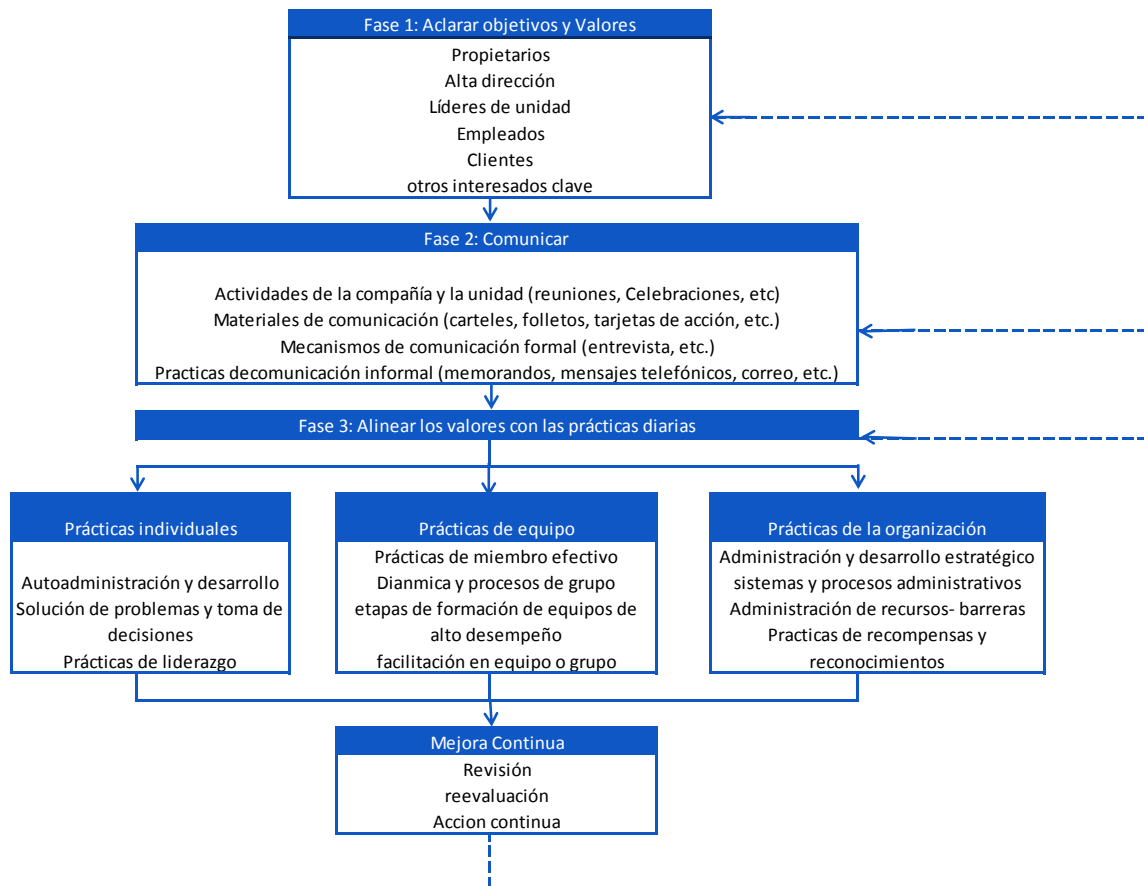 Fase 1: Aclarar objetivos y Valores
Propietarios
Alta dirección
Líderes de unidad
Empleados
Clientes
otros interesados clave
Fase 2: Comunicar
Actividades de la compañía y la unidad (reuniones, Celebraciones, etc)
Materiales de comunicación (carteles, folletos, tarjetas de acción, etc.)
Mecanismos de comunicación formal (entrevista, etc.)
Practicas decomunicación informal (memorandos, mensajes telefónicos, correo, etc.)
Fase 3: Alinear los valores con las prácticas diarias
Prácticas individuales
Autoadministración y desarrollo
Solución de problemas y toma de
decisiones
Prácticas de liderazgo
Prácticas de equipo
Prácticas de miembro efectivo
Dianmica y procesos de grupo
etapas de formación de equipos de
alto desempeño
facilitación en equipo o grupo
Prácticas de la organización
Administración y desarrollo estratégico
sistemas y procesos administrativos
Administración de recursos- barreras
Practicas de recompensas y
reconocimientos
Mejora Continua
Revisión
reevaluación
Accion continua